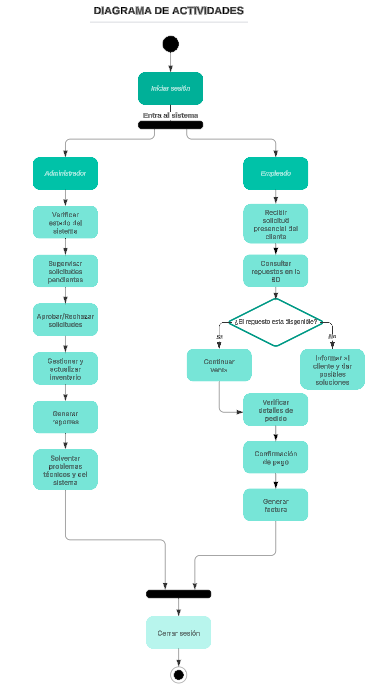 DIAGRAMA DE ACTIVIDADES
Iniciar sesión
Entra al sistema
Administrador
Empleado
Verificar
estado del
sistema
Recibir
solicitud
presencial del
cliente
Supervisar
solicitudes
pendientes
Consultar
repuestos en la
BD
Aprobar/Rechazar
solicitudes
¿El repuesto esta disponible?
Si
No
Gestionar y
actualizar
inventario
Continuar
venta
Informar al
cliente y dar
posibles
soluciones
Generar
reportes
Verificar
detalles de
pedido
Solventar
problemas
técnicos y del
sistema
Confirmación
de pago
Generar
factura
Cerrar sesión